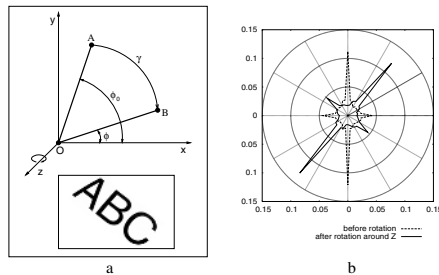 y
A
γ
ϕ₀
B
ϕ
O
x
z
ABC
a
0.15
0.1
0.05
0
0.05
0.1
0.15
0.15 0.1 0.05 0 0.05 0.1 0.15
before rotation
after rotation around Z
b